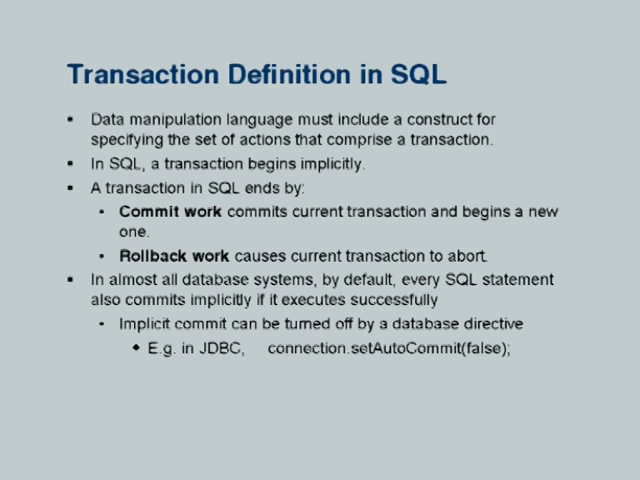 Transaction Definition in SQL
▪ Data manipulation language must include a construct for
specifying the set of actions that comprise a transaction.
▪ In SQL, a transaction begins implicitly.
▪ A transaction in SQL ends by:
• Commit work commits current transaction and begins a new
one.
• Rollback work causes current transaction to abort.
▪ In almost all database systems, by default, every SQL statement
also commits implicitly if it executes successfully
• Implicit commit can be turned off by a database directive
◆ E.g. in JDBC, connection.setAutoCommit(false);